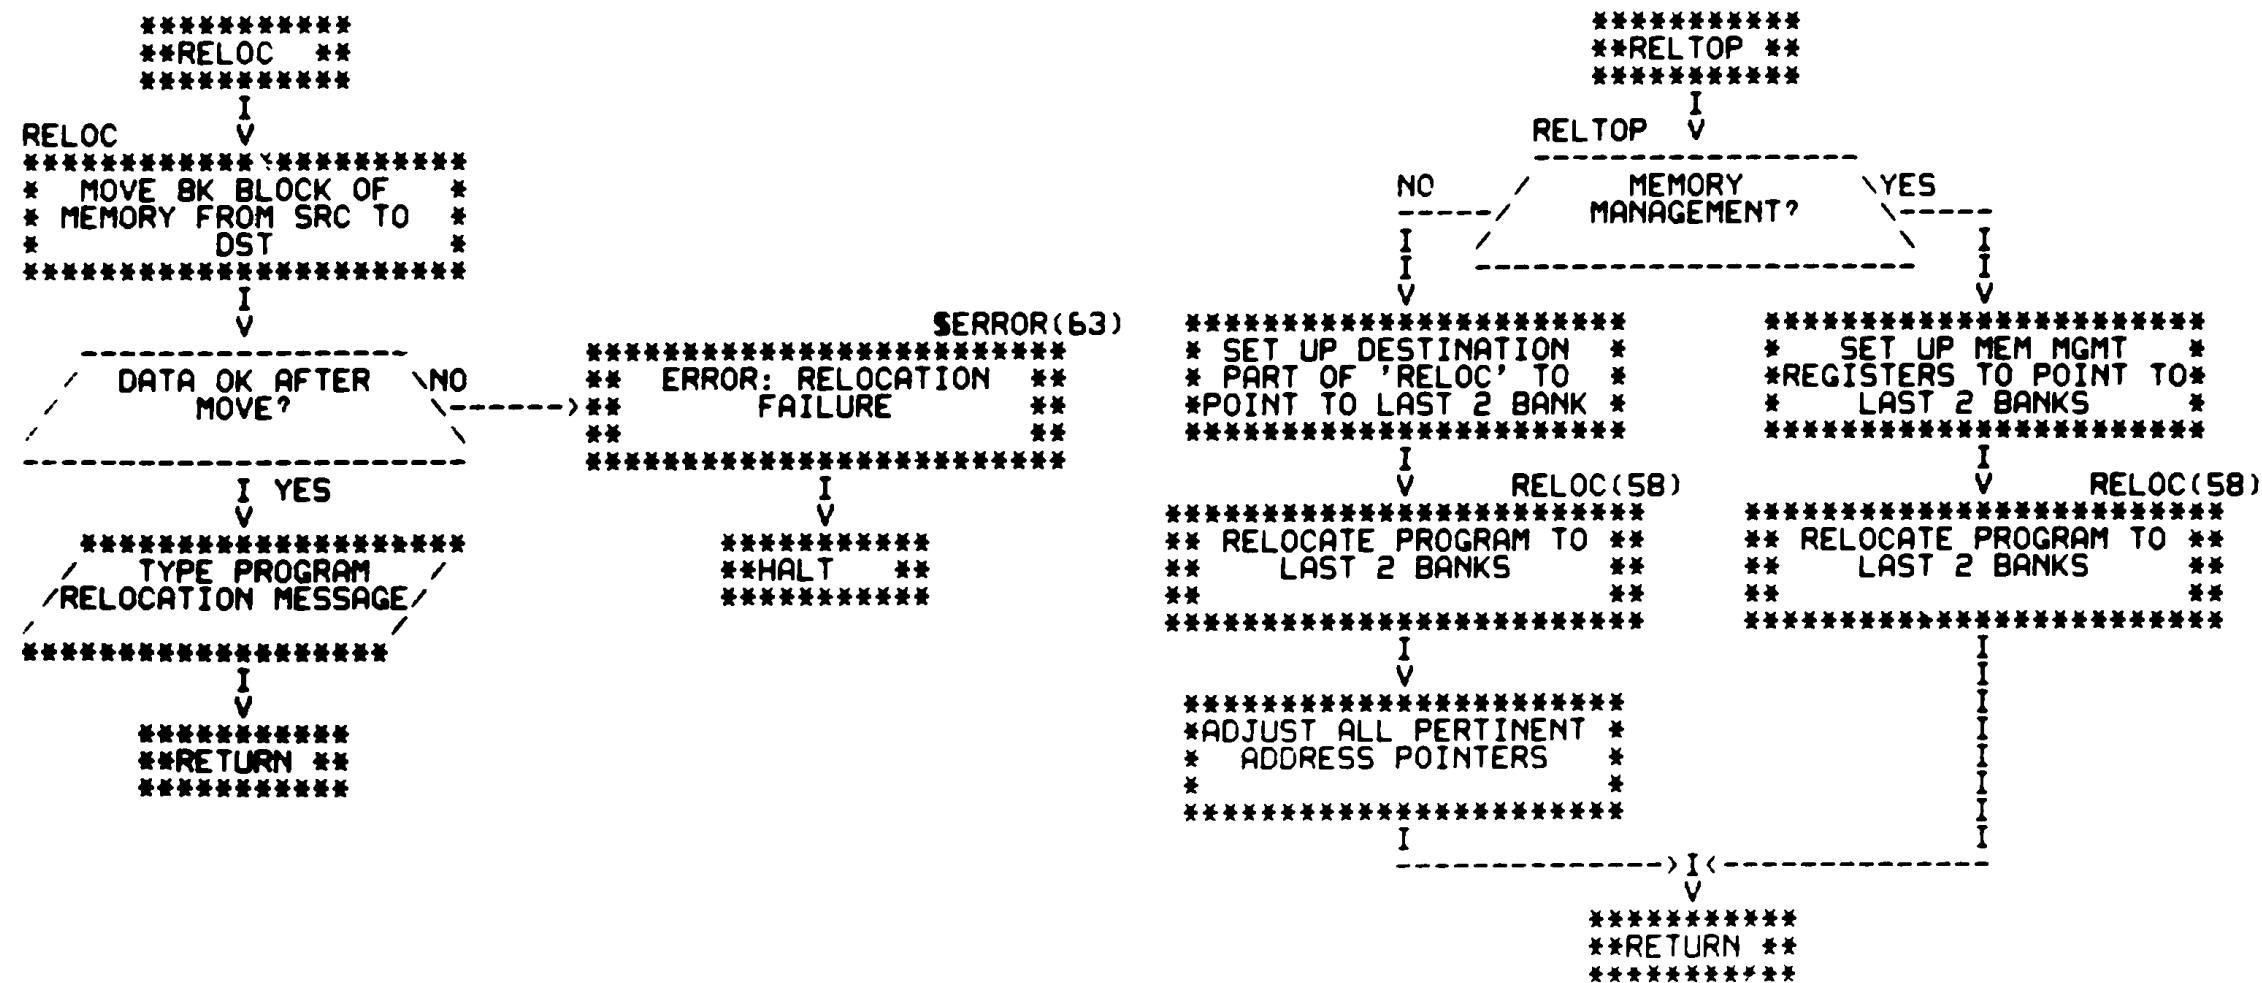 **RELOC **
I
V
RELOC
* MOVE 8K BLOCK OF *
* MEMORY FROM SRC TO *
* DST *
I
V
/ DATA OK AFTER \NO
/ MOVE? \------>
I YES
V
/ TYPE PROGRAM /
/RELOCATION MESSAGE/
I
V
**RETURN **
$ERROR(63)
** ERROR: RELOCATION **
** FAILURE **
I
V
**HALT **
**RELTOP **
I
V
RELTOP
NO / MEMORY \YES
-----/ MANAGEMENT? \-----
I
I
V
* SET UP DESTINATION *
* PART OF 'RELOC' TO *
*POINT TO LAST 2 BANK *
I
V RELOC(58)
** RELOCATE PROGRAM TO **
** LAST 2 BANKS **
I
V
*ADJUST ALL PERTINENT *
* ADDRESS POINTERS *
I
I
I
V
* SET UP MEM MGMT *
*REGISTERS TO POINT TO*
* LAST 2 BANKS *
I
V RELOC(58)
** RELOCATE PROGRAM TO **
** LAST 2 BANKS **
I
I
I
I
I
I
I
I
-------------->I<--------------
V
**RETURN **